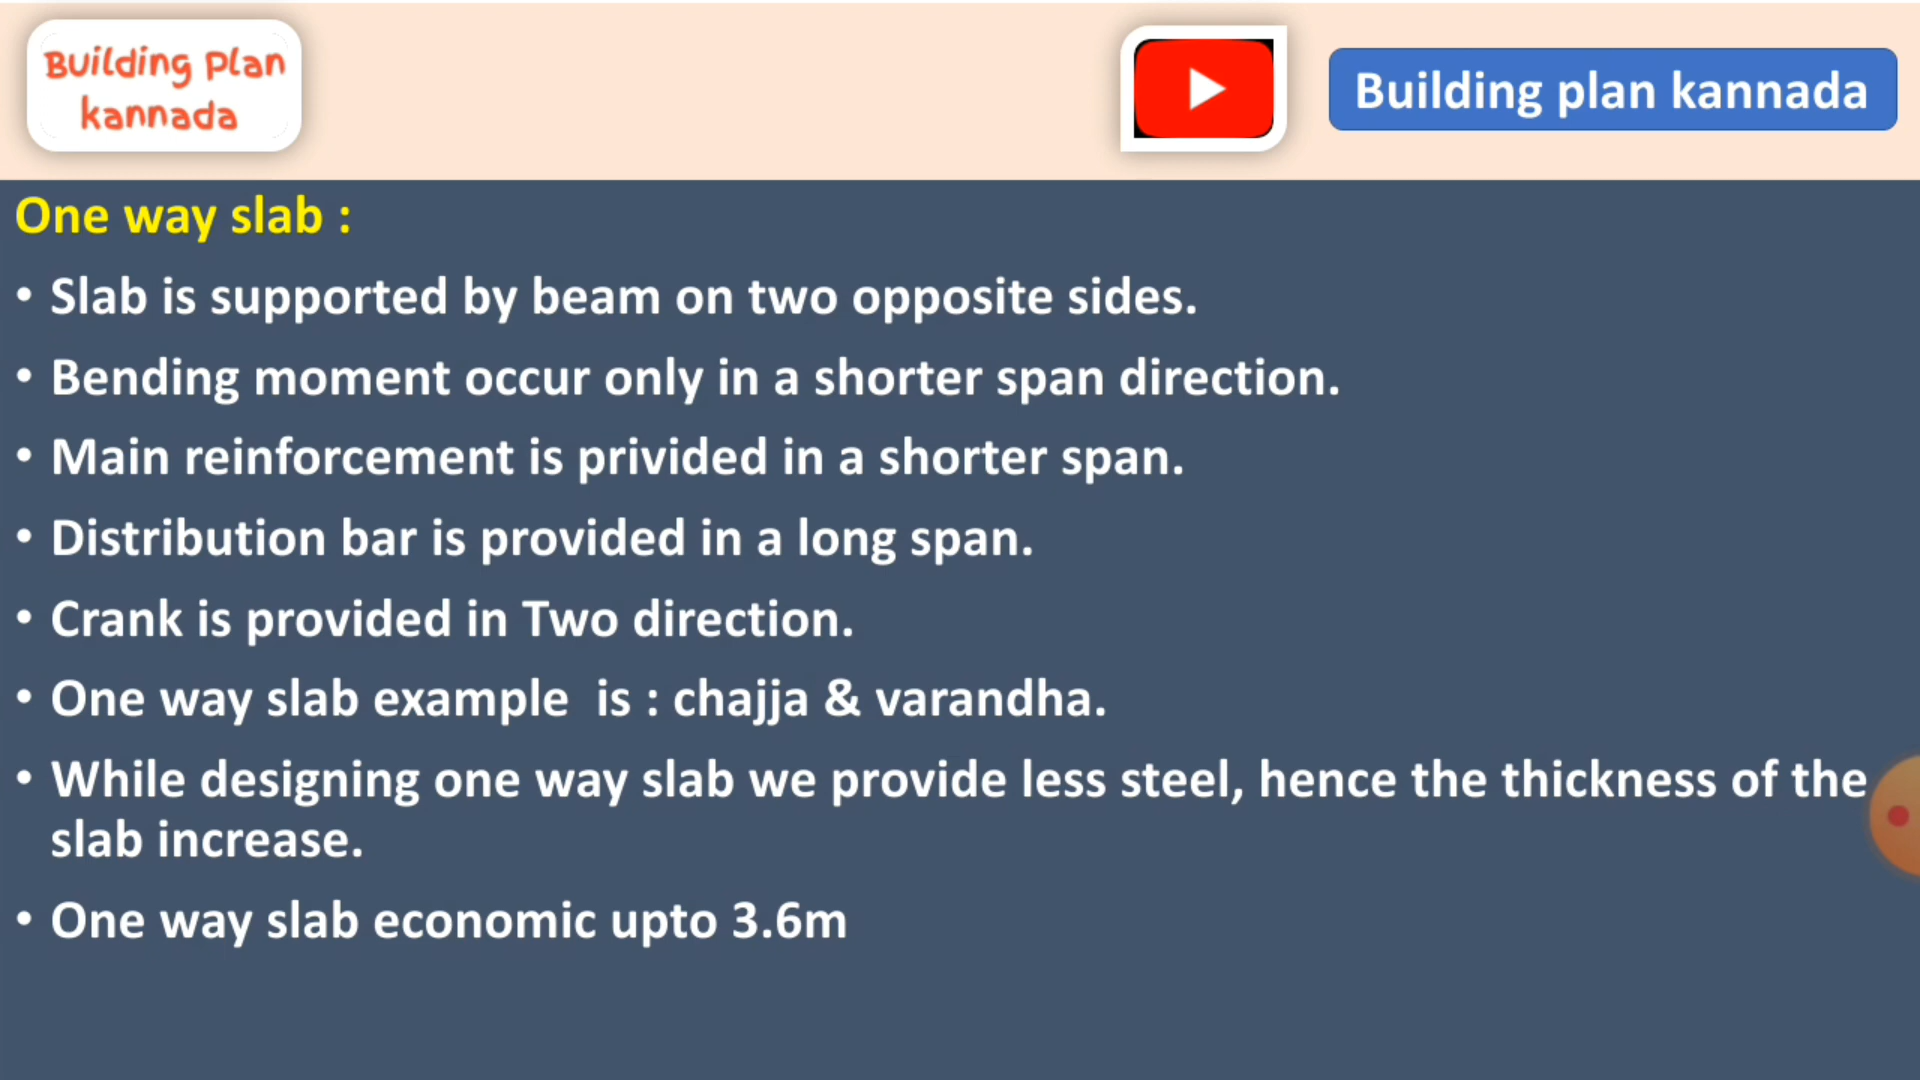 Building Plan
kannada
Building plan kannada
One way slab :
• Slab is supported by beam on two opposite sides.
• Bending moment occur only in a shorter span direction.
• Main reinforcement is privided in a shorter span.
• Distribution bar is provided in a long span.
• Crank is provided in Two direction.
• One way slab example  is : chajja & varandha.
• While designing one way slab we provide less steel, hence the thickness of the
slab increase.
• One way slab economic upto 3.6m